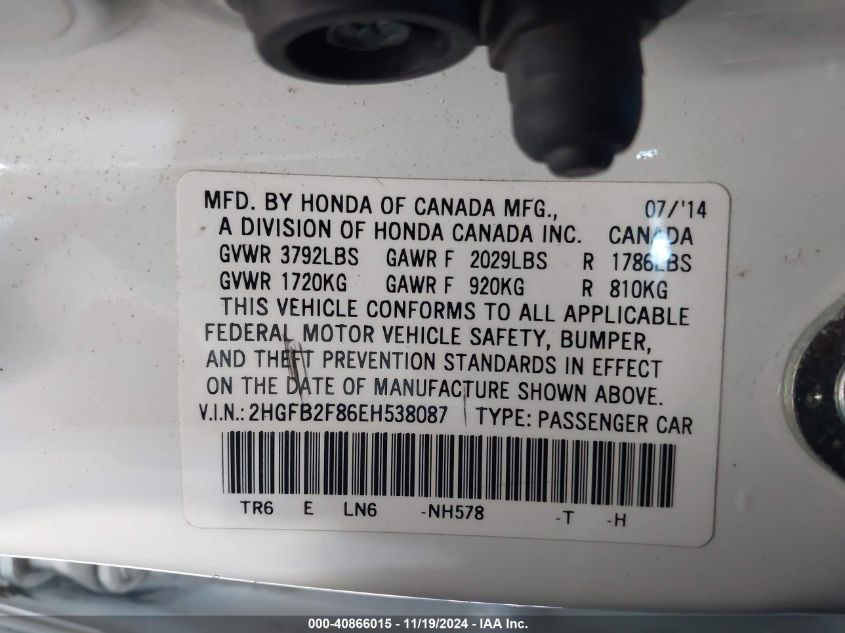 MFD. BY HONDA OF CANADA MFG., 07/'14
A DIVISION OF HONDA CANADA INC. CANADA
GVWR 3792LBS GAWR F 2029LBS R 1786LBS
GVWR 1720KG GAWR F 920KG R 810KG
THIS VEHICLE CONFORMS TO ALL APPLICABLE
FEDERAL MOTOR VEHICLE SAFETY, BUMPER,
AND THEFT PREVENTION STANDARDS IN EFFECT
ON THE DATE OF MANUFACTURE SHOWN ABOVE.
V.I.N.: 2HGFB2F86EH538087 TYPE: PASSENGER CAR
TR6 E LN6 -NH578 -T -H
000-40866015 - 11/19/2024 - IAA Inc.